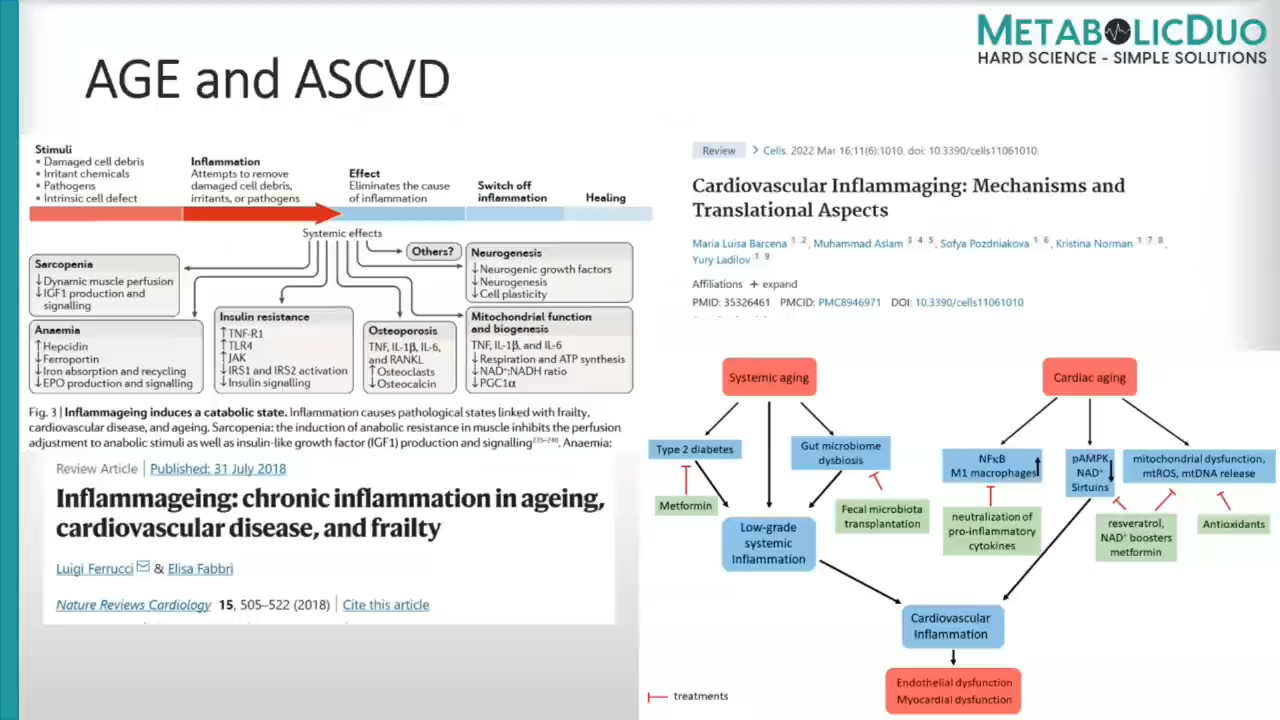 METABOLICDUO
HARD SCIENCE - SIMPLE SOLUTIONS
AGE and ASCVD
Stimuli
▪ Damaged cell debris
▪ Irritant chemicals
▪ Pathogens
▪ Intrinsic cell defect
Inflammation
Attempts to remove
damaged cell debris,
irritants, or pathogens
Effect
Eliminates the cause
of inflammation
Switch off
inflammation
Healing
Systemic effects
Others?
Sarcopenia
↓Dynamic muscle perfusion
↓IGF1 production and
signalling
Neurogenesis
↓Neurogenic growth factors
↓Neurogenesis
↓Cell plasticity
Anaemia
↑Hepcidin
↓Ferroportin
↓Iron absorption and recycling
↓EPO production and signalling
Insulin resistance
↑TNF-R1
↑TLR4
↑JAK
↓IRS1 and IRS2 activation
↓Insulin signalling
Osteoporosis
TNF, IL-1β, IL-6,
and RANKL
↑Osteoclasts
↓Osteocalcin
Mitochondrial function
and biogenesis
TNF, IL-1β, and IL-6
↓Respiration and ATP synthesis
↓NAD⁺:NADH ratio
↓PGC1α
Fig. 3 | Inflammageing induces a catabolic state. Inflammation causes pathological states linked with frailty,
cardiovascular disease, and ageing. Sarcopenia: the induction of anabolic resistance in muscle inhibits the perfusion
adjustment to anabolic stimuli as well as insulin-like growth factor (IGF1) production and signalling²³⁵⁻²⁴⁰. Anaemia:
Review Article | Published: 31 July 2018
Inflammageing: chronic inflammation in ageing,
cardiovascular disease, and frailty
Luigi Ferrucci & Elisa Fabbri
Nature Reviews Cardiology 15, 505–522 (2018) | Cite this article
Review > Cells. 2022 Mar 16;11(6):1010. doi: 10.3390/cells11061010.
Cardiovascular Inflammaging: Mechanisms and
Translational Aspects
Maria Luisa Barcena 1 2, Muhammad Aslam 3 4 5, Sofya Pozdniakova 1 6, Kristina Norman 1 7 8,
Yury Ladilov 1 9
Affiliations + expand
PMID: 35326461 PMCID: PMC8946971 DOI: 10.3390/cells11061010
Systemic aging
Cardiac aging
Type 2 diabetes
Gut microbiome
dysbiosis
NFκB
M1 macrophages
pAMPK,
NAD⁺
Sirtuins
mitochondrial dysfunction,
mtROS, mtDNA release
Metformin
Fecal microbiota
transplantation
Low-grade
systemic
Inflammation
neutralization of
pro-inflammatory
cytokines
resveratrol,
NAD⁺ boosters
metformin
Antioxidants
Cardiovascular
Inflammation
Endothelial dysfunction
Myocardial dysfunction
treatments